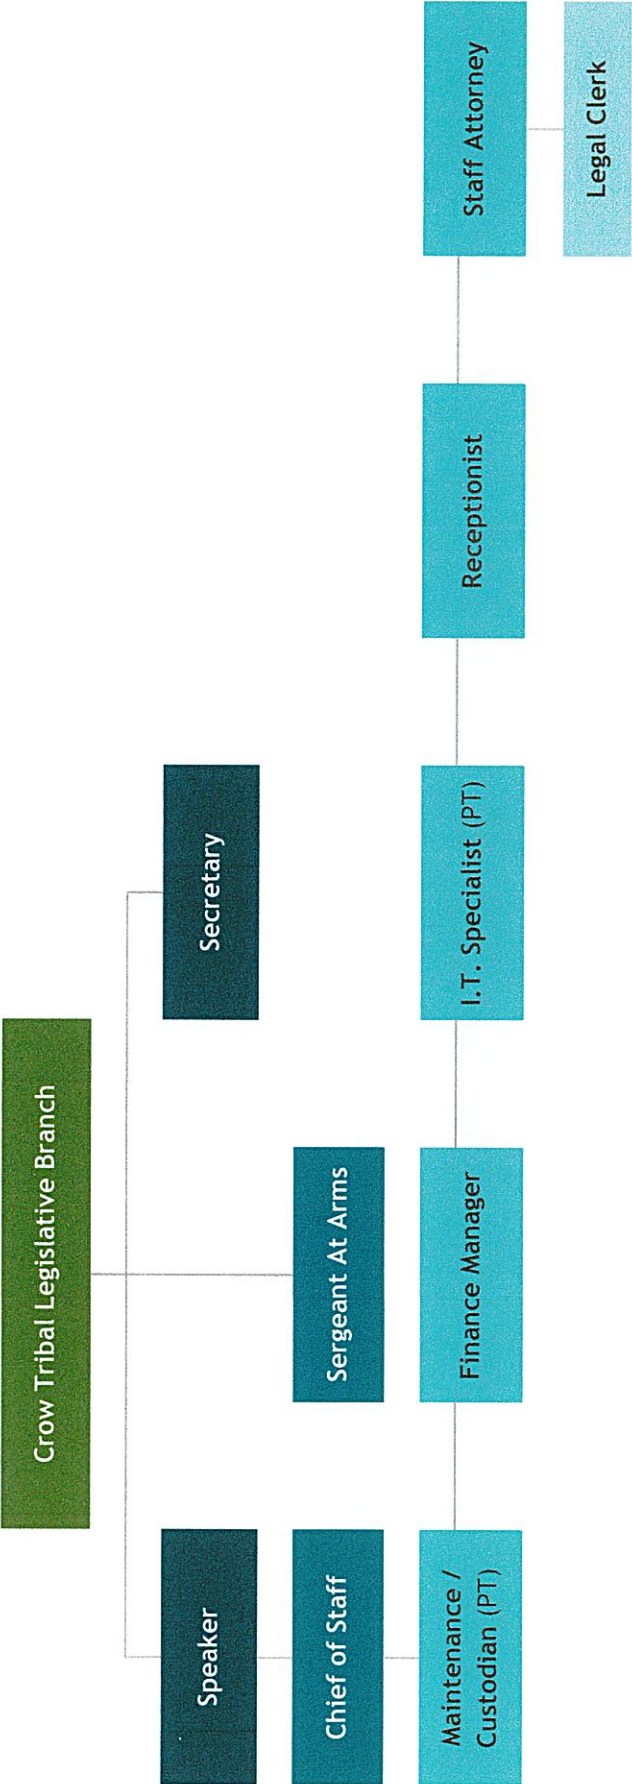 Crow Tribal Legislative Branch
Speaker
Secretary
Chief of Staff
Sergeant At Arms
Maintenance /
Custodian (PT)
Finance Manager
I.T. Specialist (PT)
Receptionist
Staff Attorney
Legal Clerk